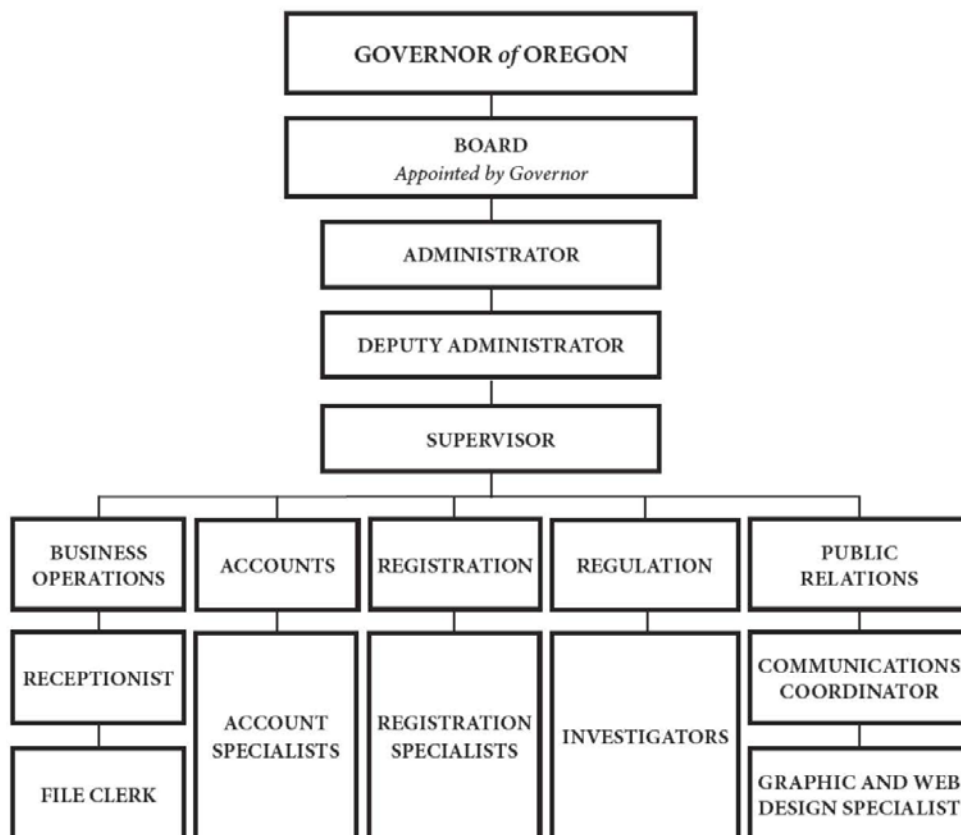 GOVERNOR of OREGON
BOARD
Appointed by Governor
ADMINISTRATOR
DEPUTY ADMINISTRATOR
SUPERVISOR
BUSINESS
OPERATIONS
ACCOUNTS
REGISTRATION
REGULATION
PUBLIC
RELATIONS
RECEPTIONIST
FILE CLERK
ACCOUNT
SPECIALISTS
REGISTRATION
SPECIALISTS
INVESTIGATORS
COMMUNICATIONS
COORDINATOR
GRAPHIC AND WEB
DESIGN SPECIALIST